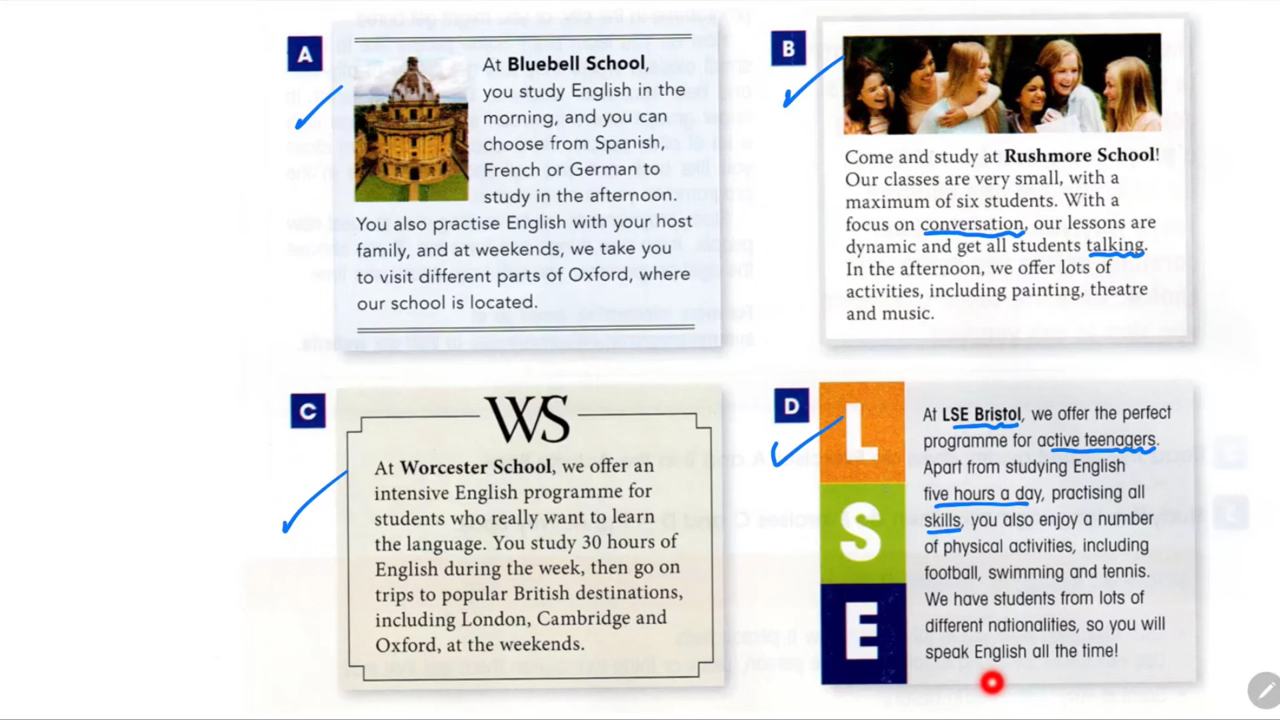 A
At Bluebell School,
you study English in the
morning, and you can
choose from Spanish,
French or German to
study in the afternoon.
You also practise English with your host
family, and at weekends, we take you
to visit different parts of Oxford, where
our school is located.
B
Come and study at Rushmore School!
Our classes are very small, with a
maximum of six students. With a
focus on conversation, our lessons are
dynamic and get all students talking.
In the afternoon, we offer lots of
activities, including painting, theatre
and music.
C
WS
At Worcester School, we offer an
intensive English programme for
students who really want to learn
the language. You study 30 hours of
English during the week, then go on
trips to popular British destinations,
including London, Cambridge and
Oxford, at the weekends.
D
L
S
E
At LSE Bristol, we offer the perfect
programme for active teenagers.
Apart from studying English
five hours a day, practising all
skills, you also enjoy a number
of physical activities, including
football, swimming and tennis.
We have students from lots of
different nationalities, so you will
speak English all the time!